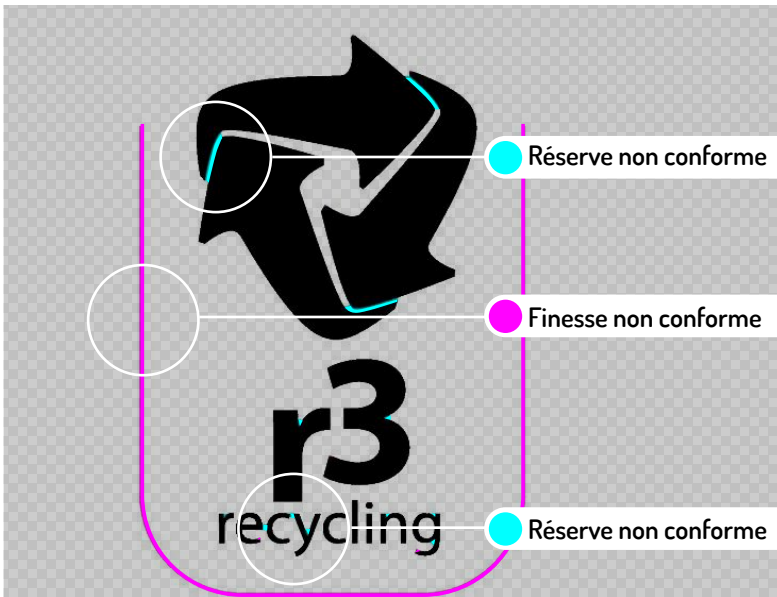 Réserve non conforme
Finesse non conforme
r3
recycling
Réserve non conforme